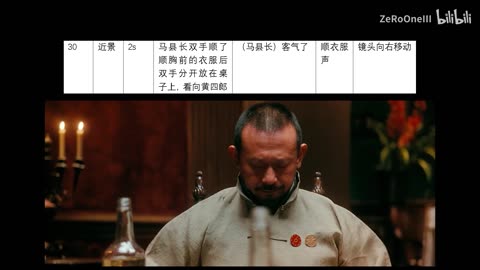 ZeRoOneIII bilibili
30 近景 2s 马县长双手顺了 （马县长）客气了 顺衣服 镜头向右移动
顺胸前的衣服后 声
双手分开放在桌
子上，看向黄四郎